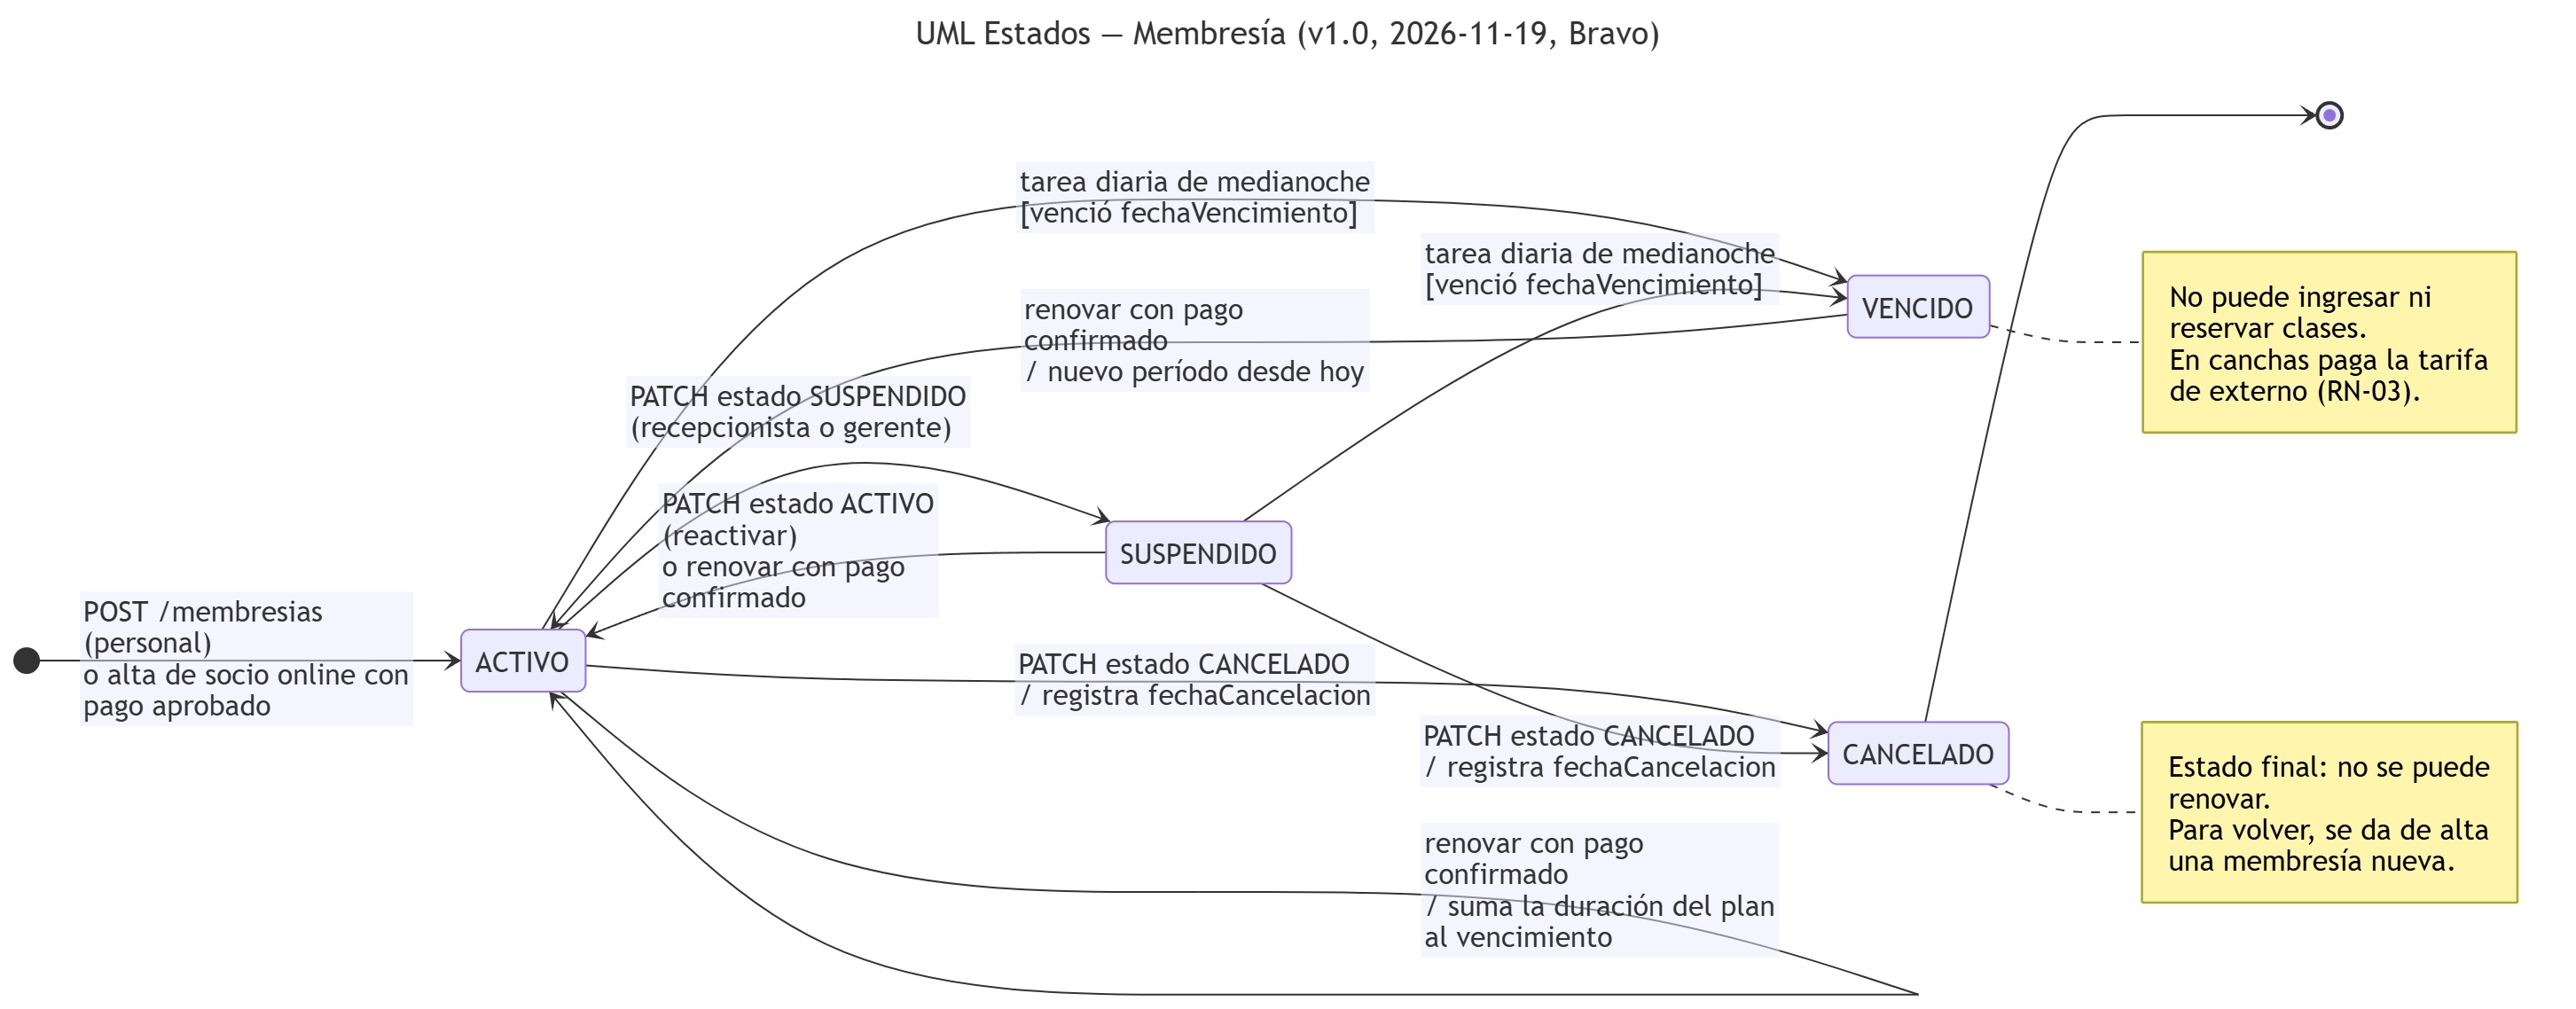 UML Estados — Membresía (v1.0, 2026-11-19, Bravo)
tarea diaria de medianoche
[venció fechaVencimiento]
tarea diaria de medianoche
[venció fechaVencimiento]
VENCIDO
No puede ingresar ni
reservar clases.
En canchas paga la tarifa
de externo (RN-03).
renovar con pago
confirmado
/ nuevo período desde hoy
PATCH estado SUSPENDIDO
(recepcionista o gerente)
PATCH estado ACTIVO
(reactivar)
o renovar con pago
confirmado
SUSPENDIDO
POST /membresias
(personal)
o alta de socio online con
pago aprobado
ACTIVO
PATCH estado CANCELADO
/ registra fechaCancelacion
PATCH estado CANCELADO
/ registra fechaCancelacion
CANCELADO
Estado final: no se puede
renovar.
Para volver, se da de alta
una membresía nueva.
renovar con pago
confirmado
/ suma la duración del plan
al vencimiento